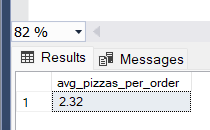 82 %
Results Messages
avg_pizzas_per_order
1 2.32